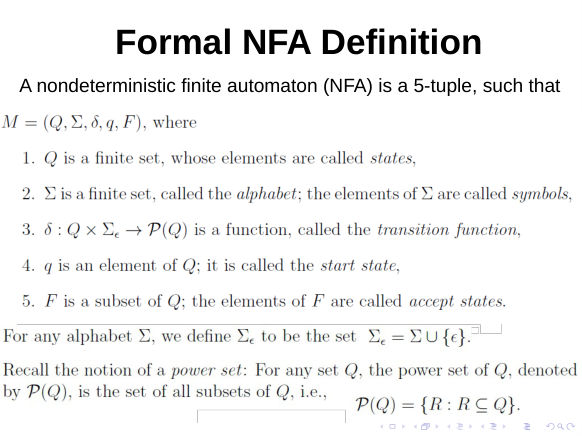 Formal NFA Definition
A nondeterministic finite automaton (NFA) is a 5-tuple, such that
M = (Q, Σ, δ, q, F), where
1. Q is a finite set, whose elements are called states,
2. Σ is a finite set, called the alphabet; the elements of Σ are called symbols,
3. δ : Q × Σ_ϵ → 𝒫(Q) is a function, called the transition function,
4. q is an element of Q; it is called the start state,
5. F is a subset of Q; the elements of F are called accept states.
For any alphabet Σ, we define Σ_ϵ to be the set Σ_ϵ = Σ ∪ {ϵ}.
Recall the notion of a power set: For any set Q, the power set of Q, denoted
by 𝒫(Q), is the set of all subsets of Q, i.e.,
𝒫(Q) = {R : R ⊆ Q}.